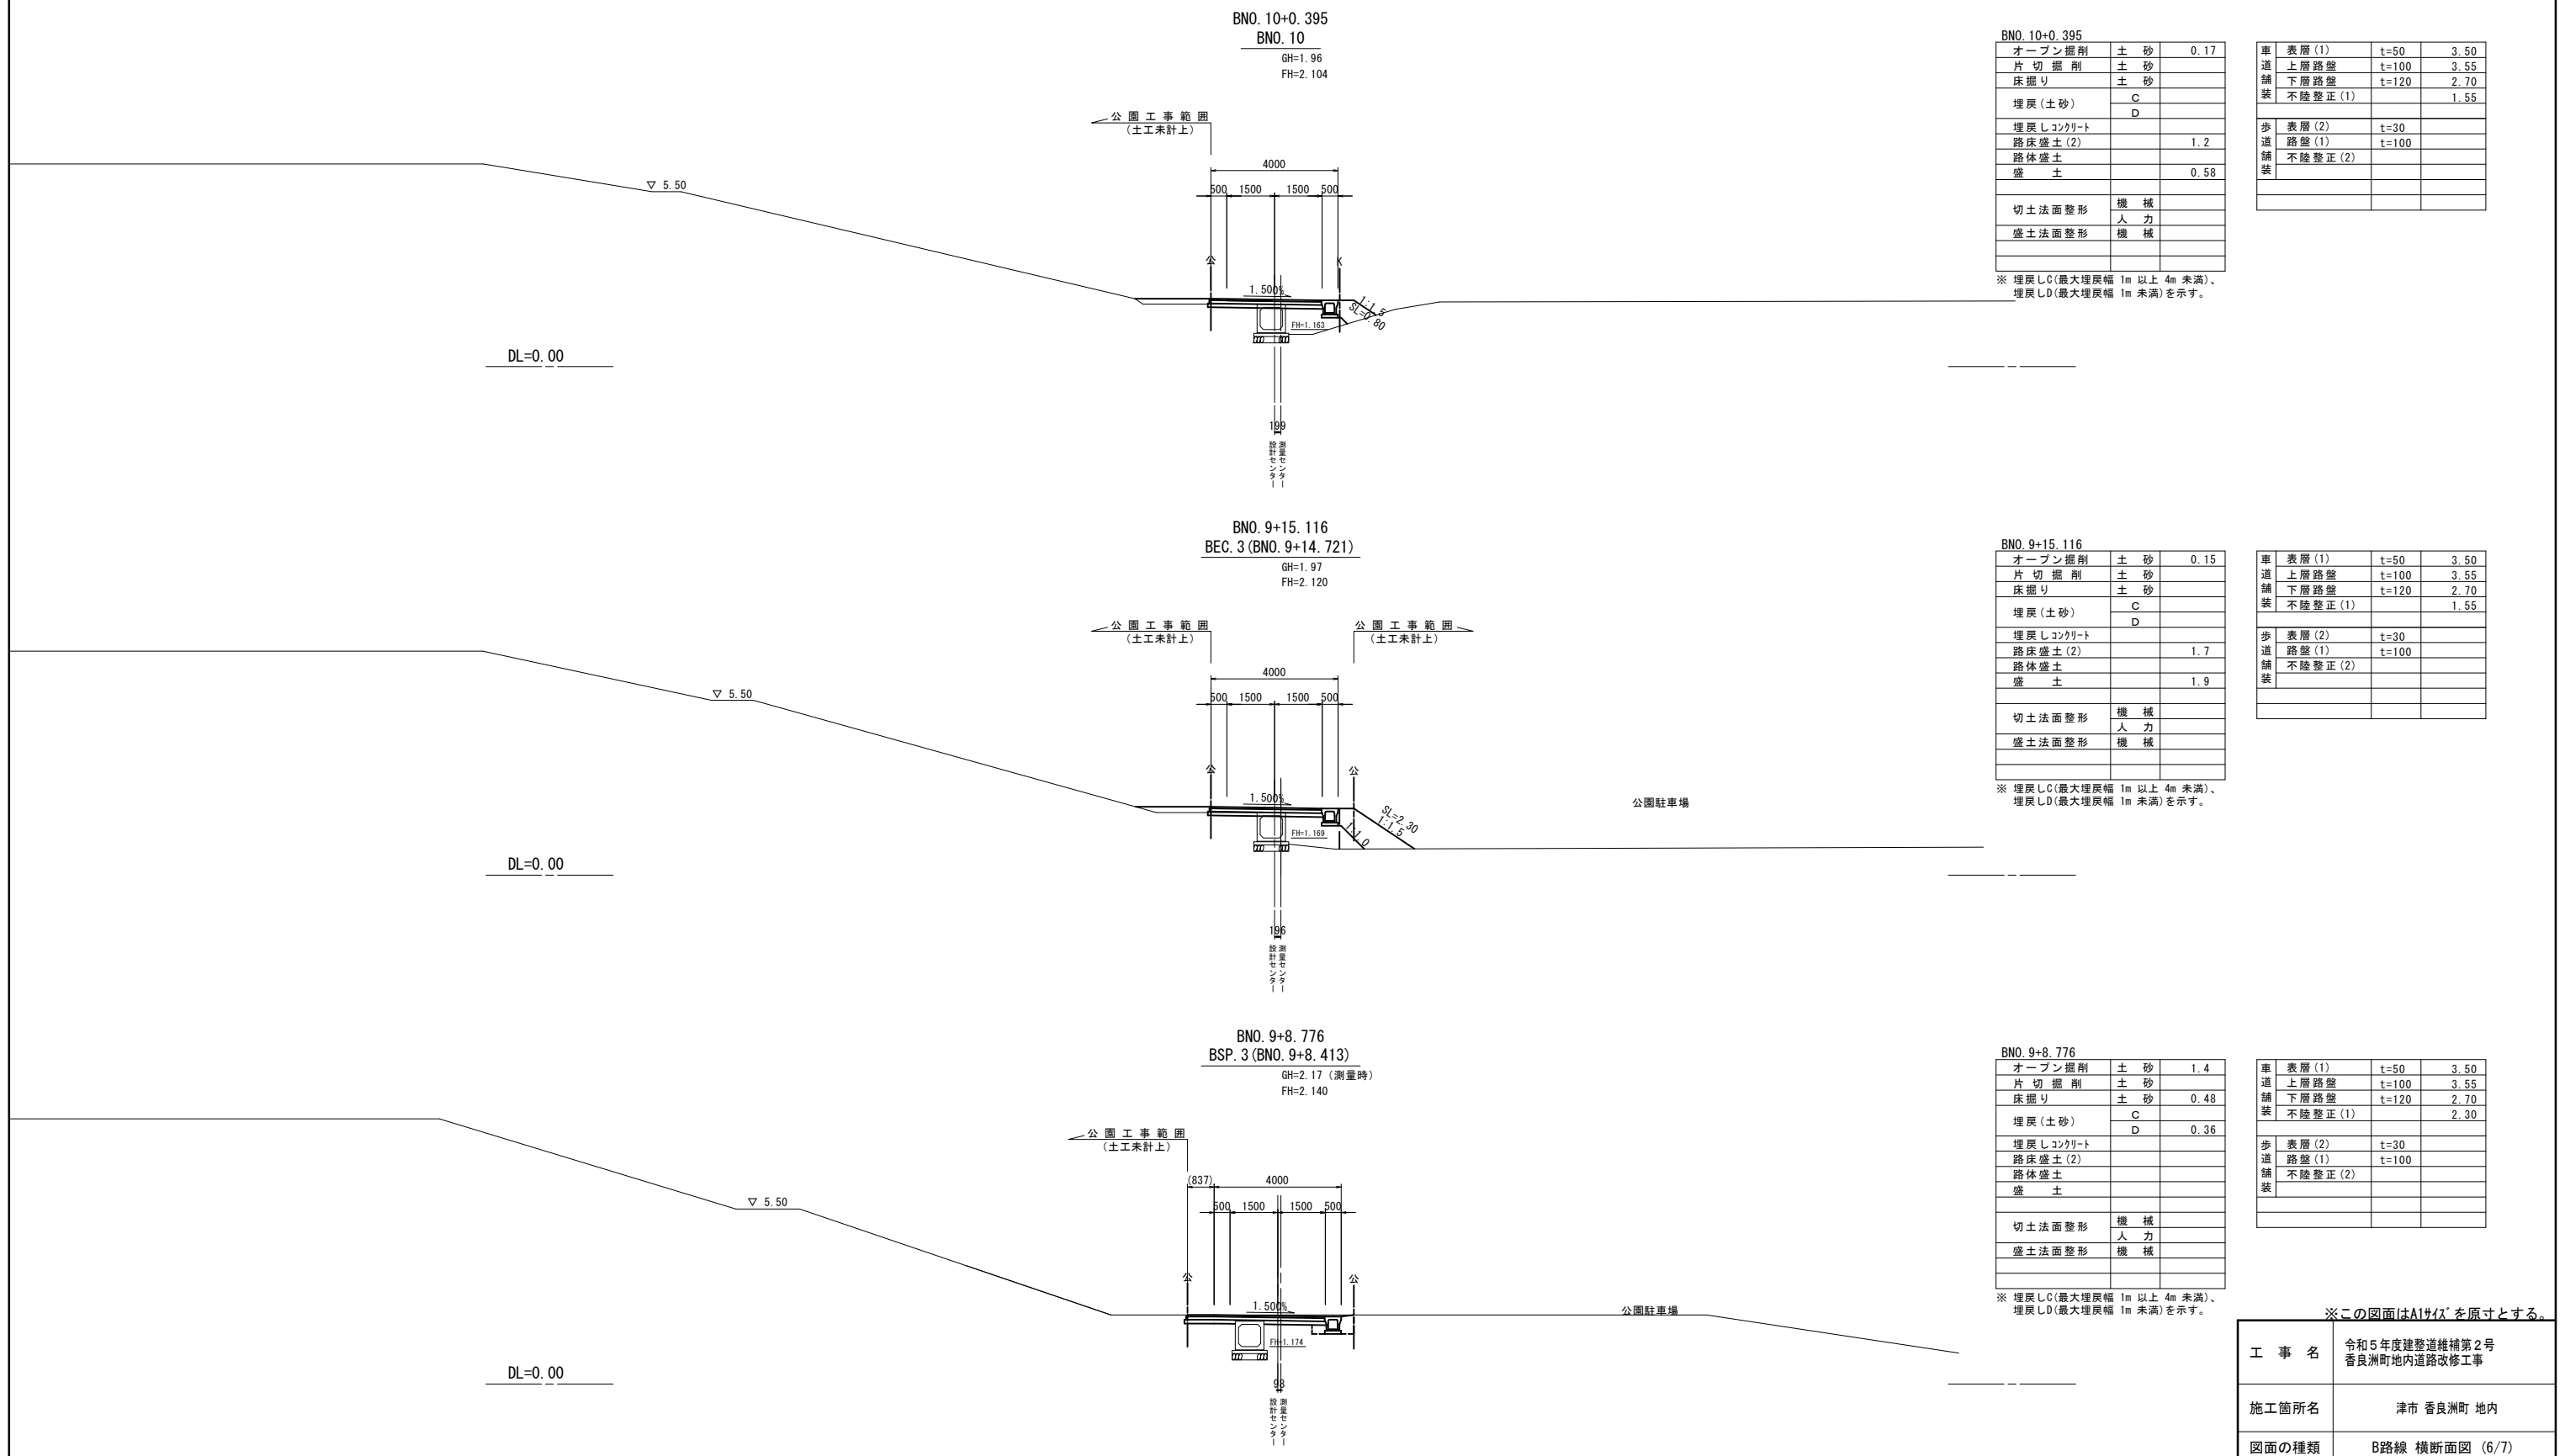 BNO.10+0.395
BNO.10
GH=1.96
FH=2.104
公園工事範囲
(土工未計上)
4000
500 1500 1500 500
▽ 5.50
公
K
1.500%
1:1.5
SL=0.80
FH=1.163
DL=0.00
199
設計センター
測量センター
BNO.10+0.395
オープン掘削 土砂 0.17
片切掘削 土砂
床掘り 土砂
埋戻(土砂) C
D
埋戻しコンクリート
路床盛土(2) 1.2
路体盛土
盛土 0.58
切土法面整形 機械
人力
盛土法面整形 機械
※ 埋戻しC(最大埋戻幅 1m 以上 4m 未満)、
埋戻しD(最大埋戻幅 1m 未満)を示す。
車道舗装
表層(1) t=50 3.50
上層路盤 t=100 3.55
下層路盤 t=120 2.70
不陸整正(1) 1.55
歩道舗装
表層(2) t=30
路盤(1) t=100
不陸整正(2)
BNO.9+15.116
BEC.3(BNO.9+14.721)
GH=1.97
FH=2.120
公園工事範囲
(土工未計上)
公園工事範囲
(土工未計上)
4000
500 1500 1500 500
▽ 5.50
公
公
1.500%
SL=2.30
1:1.5
1:1.0
FH=1.169
公園駐車場
DL=0.00
196
設計センター
測量センター
BNO.9+15.116
オープン掘削 土砂 0.15
片切掘削 土砂
床掘り 土砂
埋戻(土砂) C
D
埋戻しコンクリート
路床盛土(2) 1.7
路体盛土
盛土 1.9
切土法面整形 機械
人力
盛土法面整形 機械
※ 埋戻しC(最大埋戻幅 1m 以上 4m 未満)、
埋戻しD(最大埋戻幅 1m 未満)を示す。
車道舗装
表層(1) t=50 3.50
上層路盤 t=100 3.55
下層路盤 t=120 2.70
不陸整正(1) 1.55
歩道舗装
表層(2) t=30
路盤(1) t=100
不陸整正(2)
BNO.9+8.776
BSP.3(BNO.9+8.413)
GH=2.17 (測量時)
FH=2.140
公園工事範囲
(土工未計上)
(837) 4000
500 1500 1500 500
▽ 5.50
公
公
1.500%
FH=1.174
公園駐車場
DL=0.00
98
設計センター
測量センター
BNO.9+8.776
オープン掘削 土砂 1.4
片切掘削 土砂
床掘り 土砂 0.48
埋戻(土砂) C
D 0.36
埋戻しコンクリート
路床盛土(2)
路体盛土
盛土
切土法面整形 機械
人力
盛土法面整形 機械
※ 埋戻しC(最大埋戻幅 1m 以上 4m 未満)、
埋戻しD(最大埋戻幅 1m 未満)を示す。
車道舗装
表層(1) t=50 3.50
上層路盤 t=100 3.55
下層路盤 t=120 2.70
不陸整正(1) 2.30
歩道舗装
表層(2) t=30
路盤(1) t=100
不陸整正(2)
※この図面はA1サイズを原寸とする。
工事名 令和5年度建整道維補第2号
香良洲町地内道路改修工事
施工箇所名 津市 香良洲町 地内
図面の種類 B路線 横断面図 (6/7)